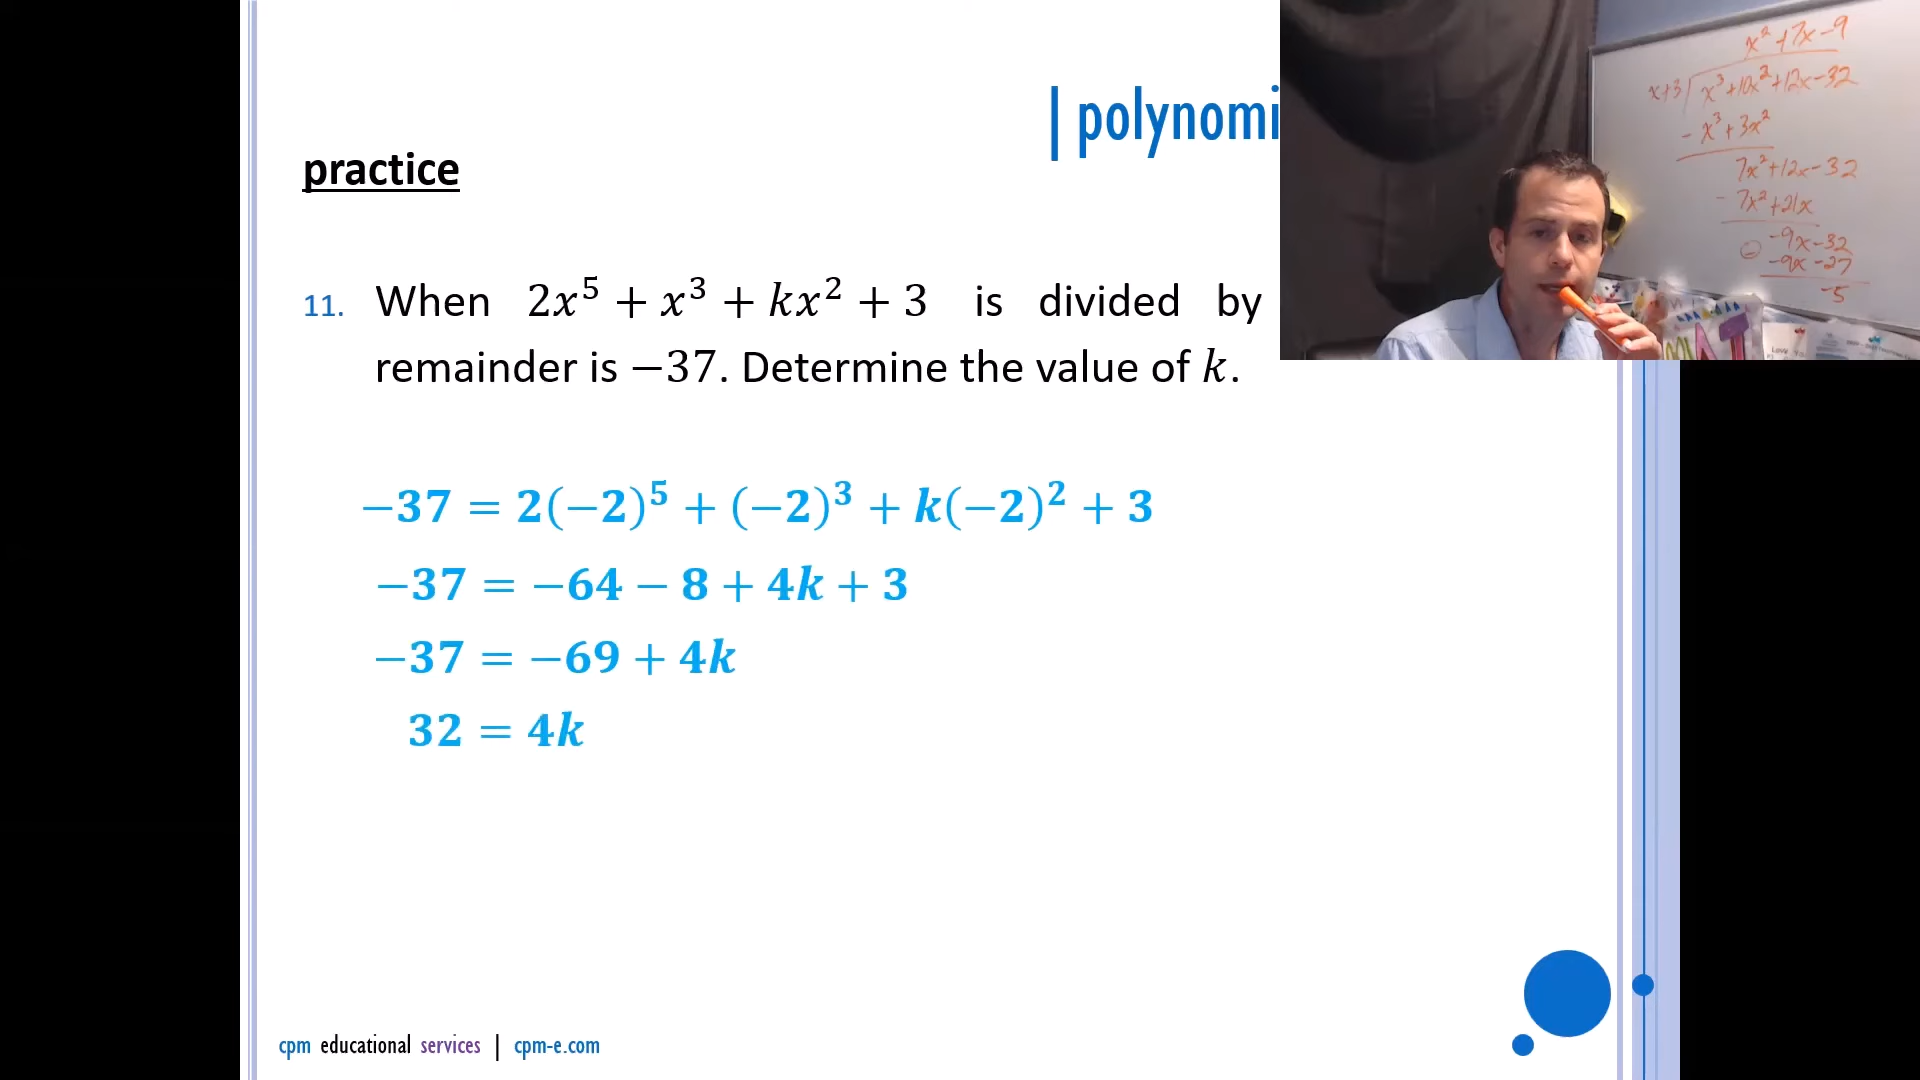 | polynomi
practice
11. When 2x⁵ + x³ + kx² + 3 is divided by
remainder is −37. Determine the value of k.
−37 = 2(−2)⁵ + (−2)³ + k(−2)² + 3
−37 = −64 − 8 + 4k + 3
−37 = −69 + 4k
32 = 4k
cpm educational services | cpm-e.com
x² + 7x − 9
x+3 | x³ + 10x² + 12x − 32
− x³ + 3x²
7x² + 12x − 32
− 7x² + 21x
−9x − 32
− −9x − 27
−5